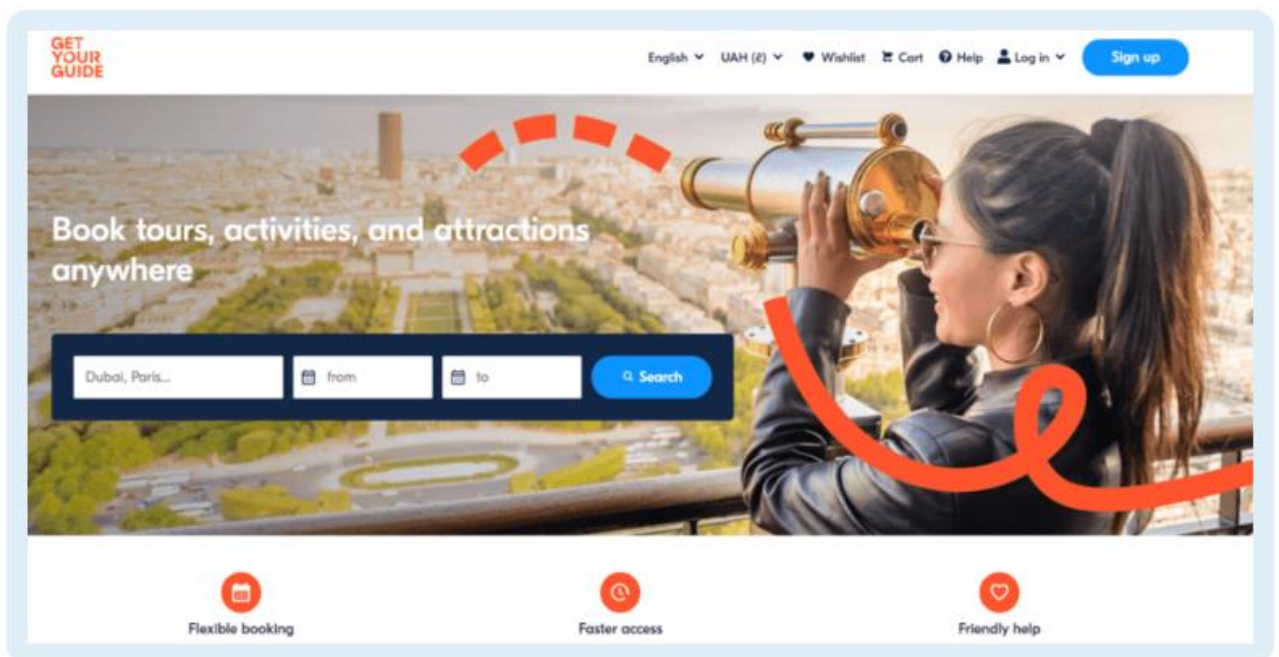 GET
YOUR
GUIDE
English UAH (₴) Wishlist Cart Help Log in Sign up
Book tours, activities, and attractions
anywhere
Dubai, Paris... from to Search
Flexible booking Faster access Friendly help